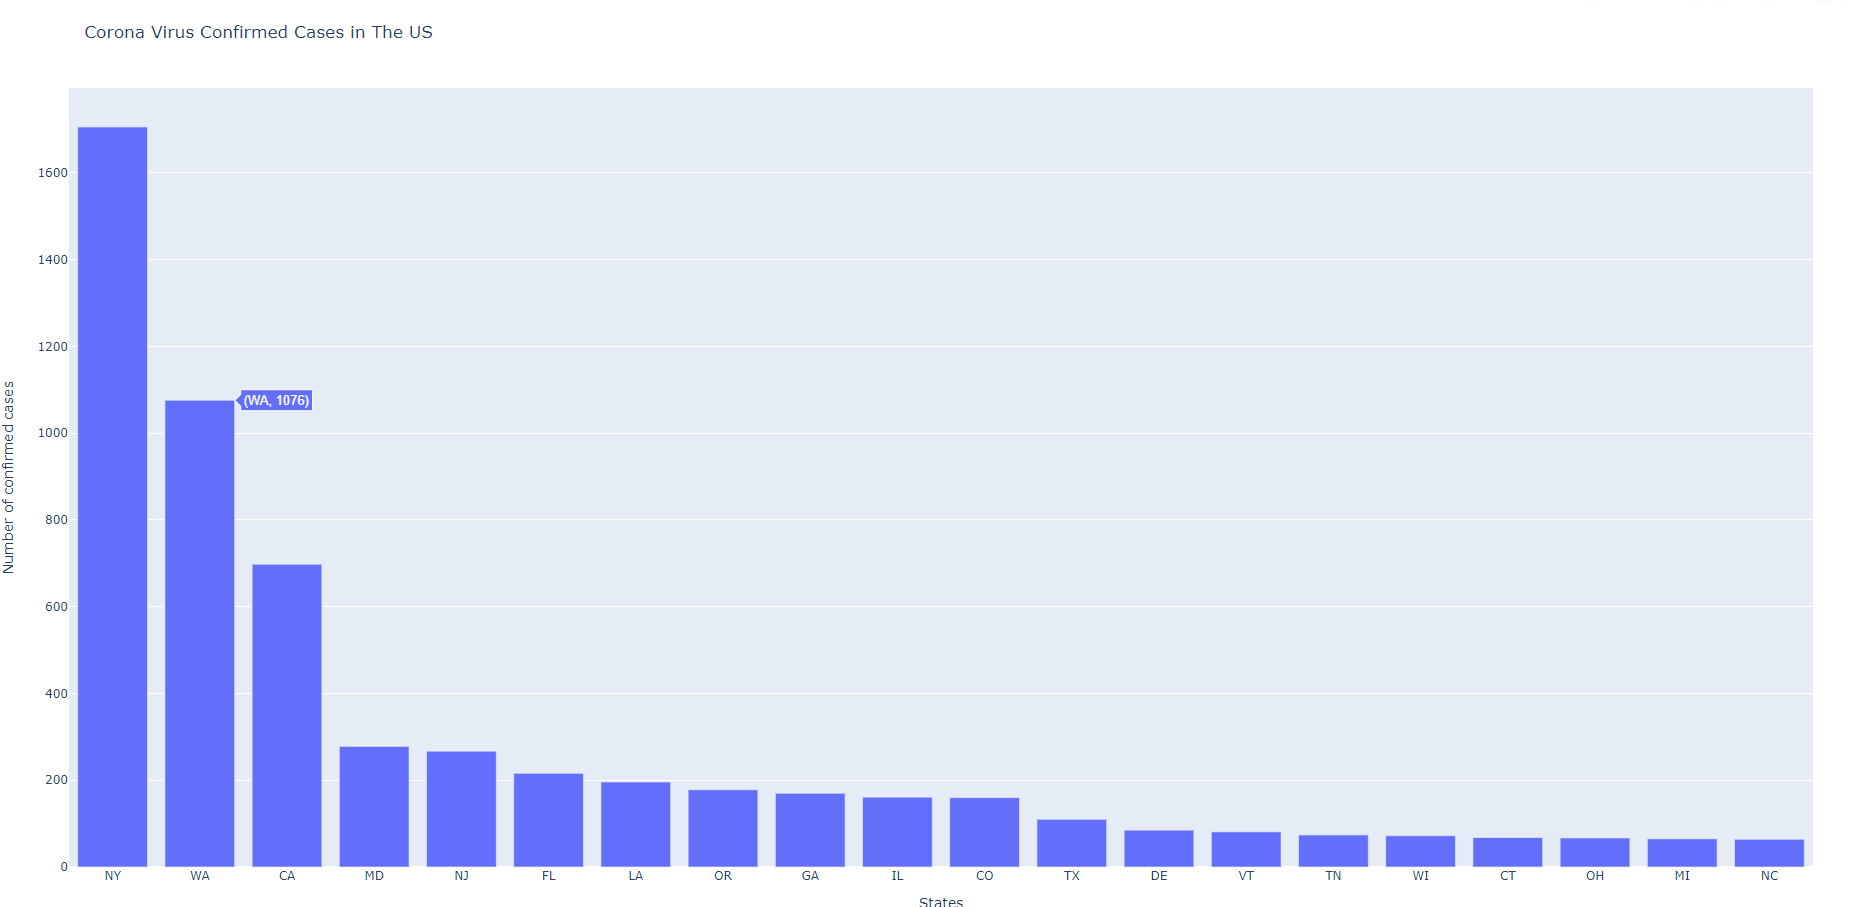 Corona Virus Confirmed Cases in The US
Number of confirmed cases
1600
1400
1200
1000
800
600
400
200
0
(WA, 1076)
NY WA CA MD NJ FL LA OR GA IL CO TX DE VT TN WI CT OH MI NC
States